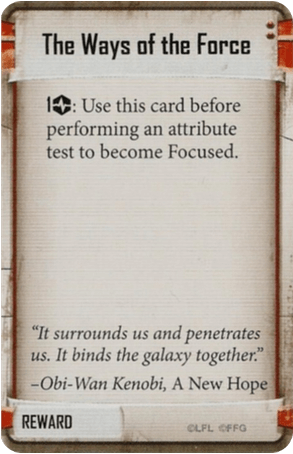 The Ways of the Force
1: Use this card before
performing an attribute
test to become Focused.
“It surrounds us and penetrates
us. It binds the galaxy together.”
–Obi-Wan Kenobi, A New Hope
REWARD
©LFL ©FFG